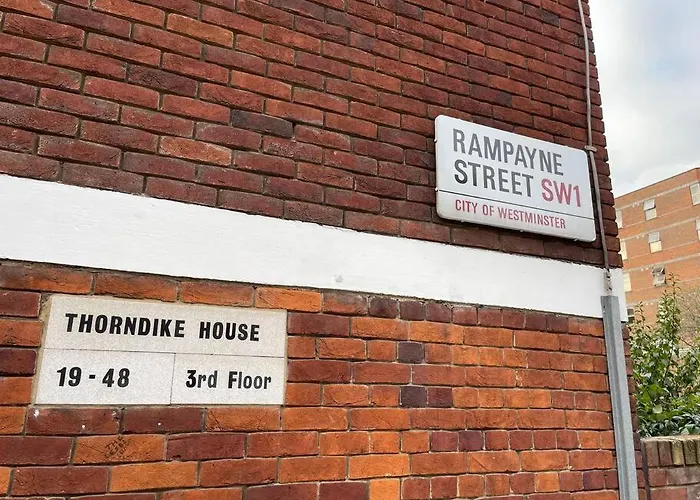 RAMPAYNE
STREET SW1
CITY OF WESTMINSTER
THORNDIKE HOUSE
19 - 48
3rd Floor